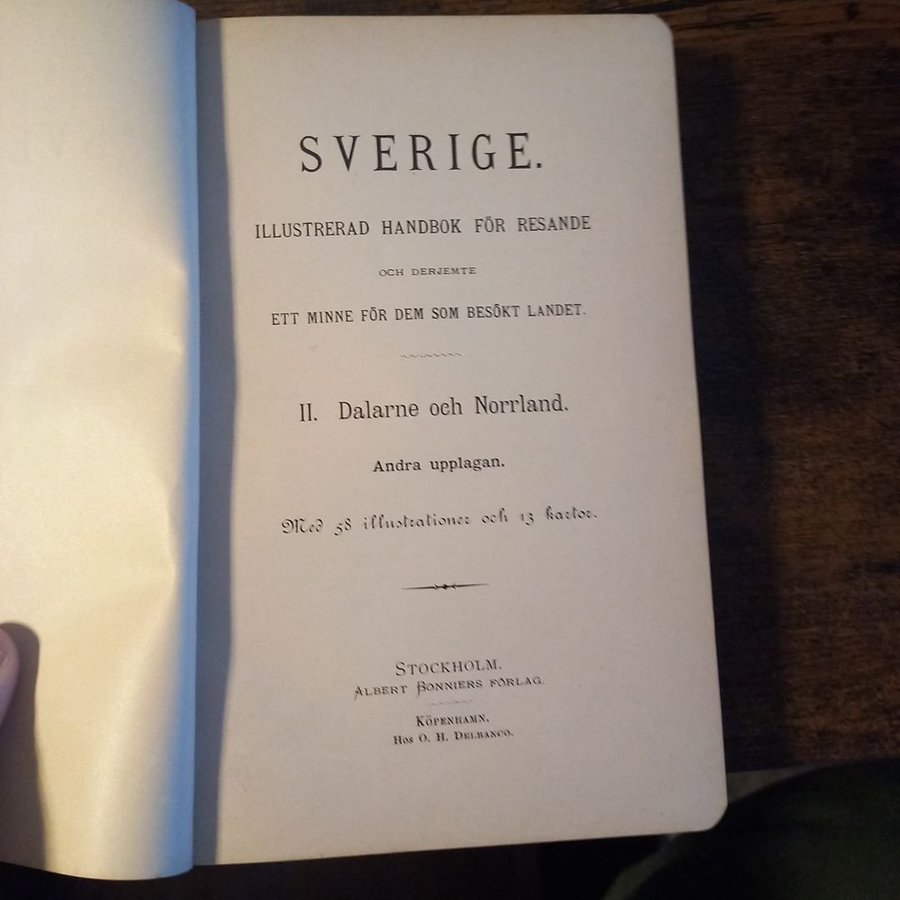 SVERIGE.
ILLUSTRERAD HANDBOK FÖR RESANDE
OCH DERJEMTE
ETT MINNE FÖR DEM SOM BESÖKT LANDET.
II. Dalarne och Norrland.
Andra upplagan.
Med 58 illustrationer och 13 kartor.
STOCKHOLM.
ALBERT BONNIERS FÖRLAG.
KÖPENHAMN.
HOS O. H. DELBANCO.